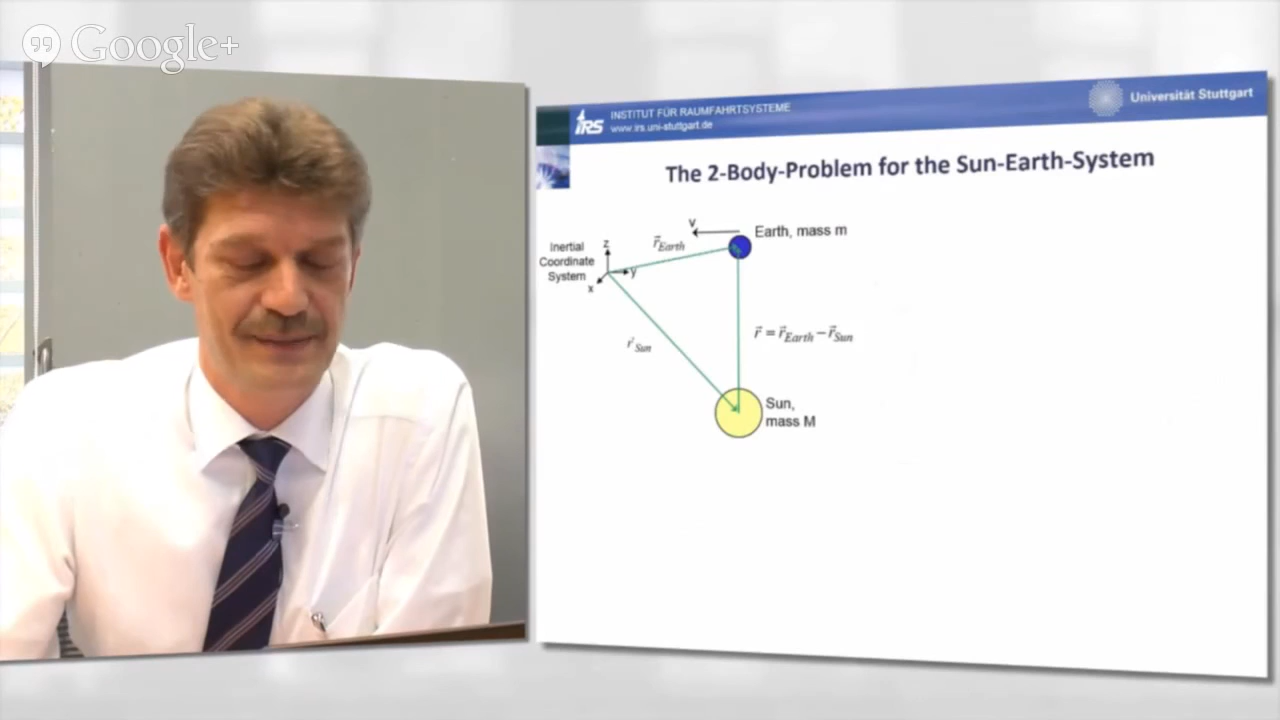 Google+
INSTITUT FÜR RAUMFAHRTSYSTEME
IRS
www.irs.uni-stuttgart.de
Universität Stuttgart
The 2-Body-Problem for the Sun-Earth-System
Inertial
Coordinate
System
z
y
x
v
r⃗Earth
Earth, mass m
r⃗ = r⃗Earth − r⃗Sun
r'Sun
Sun,
mass M